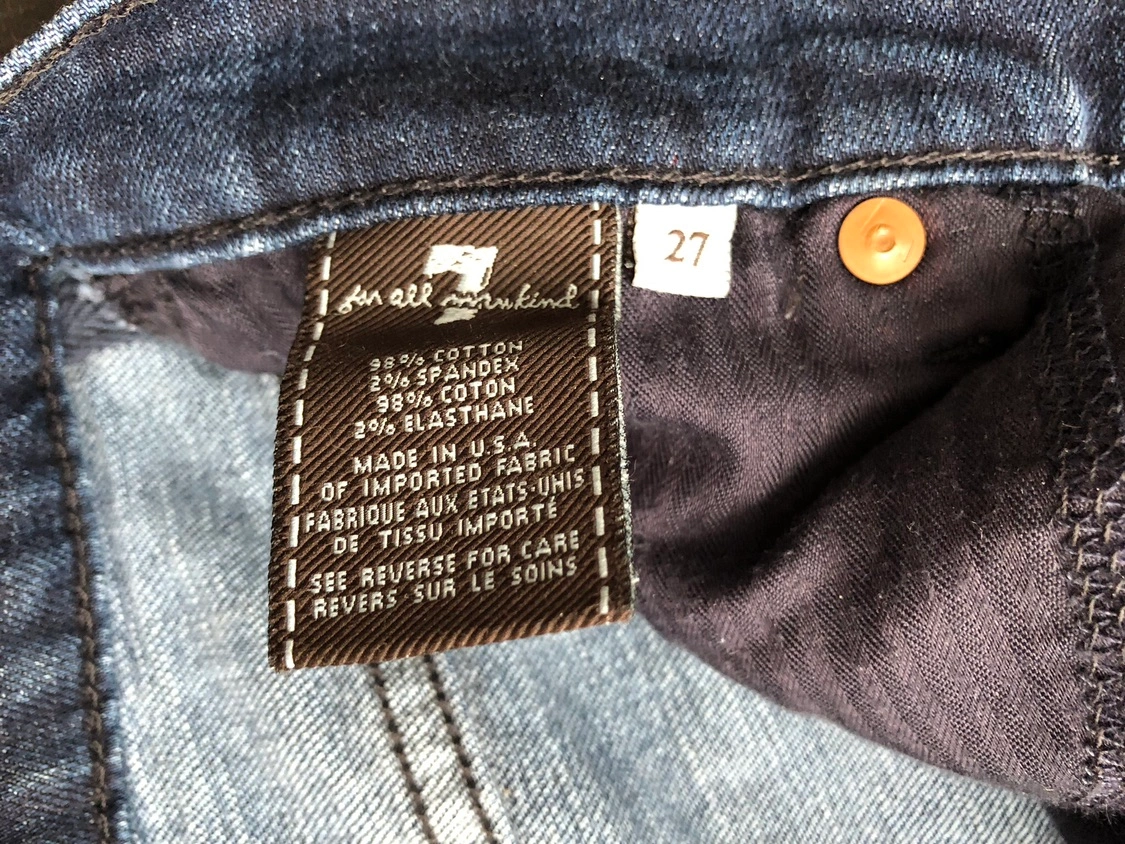 7
for all mankind
27
98% COTTON
2% SPANDEX
98% COTON
2% ELASTHANE
MADE IN U.S.A.
OF IMPORTED FABRIC
FABRIQUE AUX ETATS-UNIS
DE TISSU IMPORTÉ
SEE REVERSE FOR CARE
REVERS SUR LE SOINS